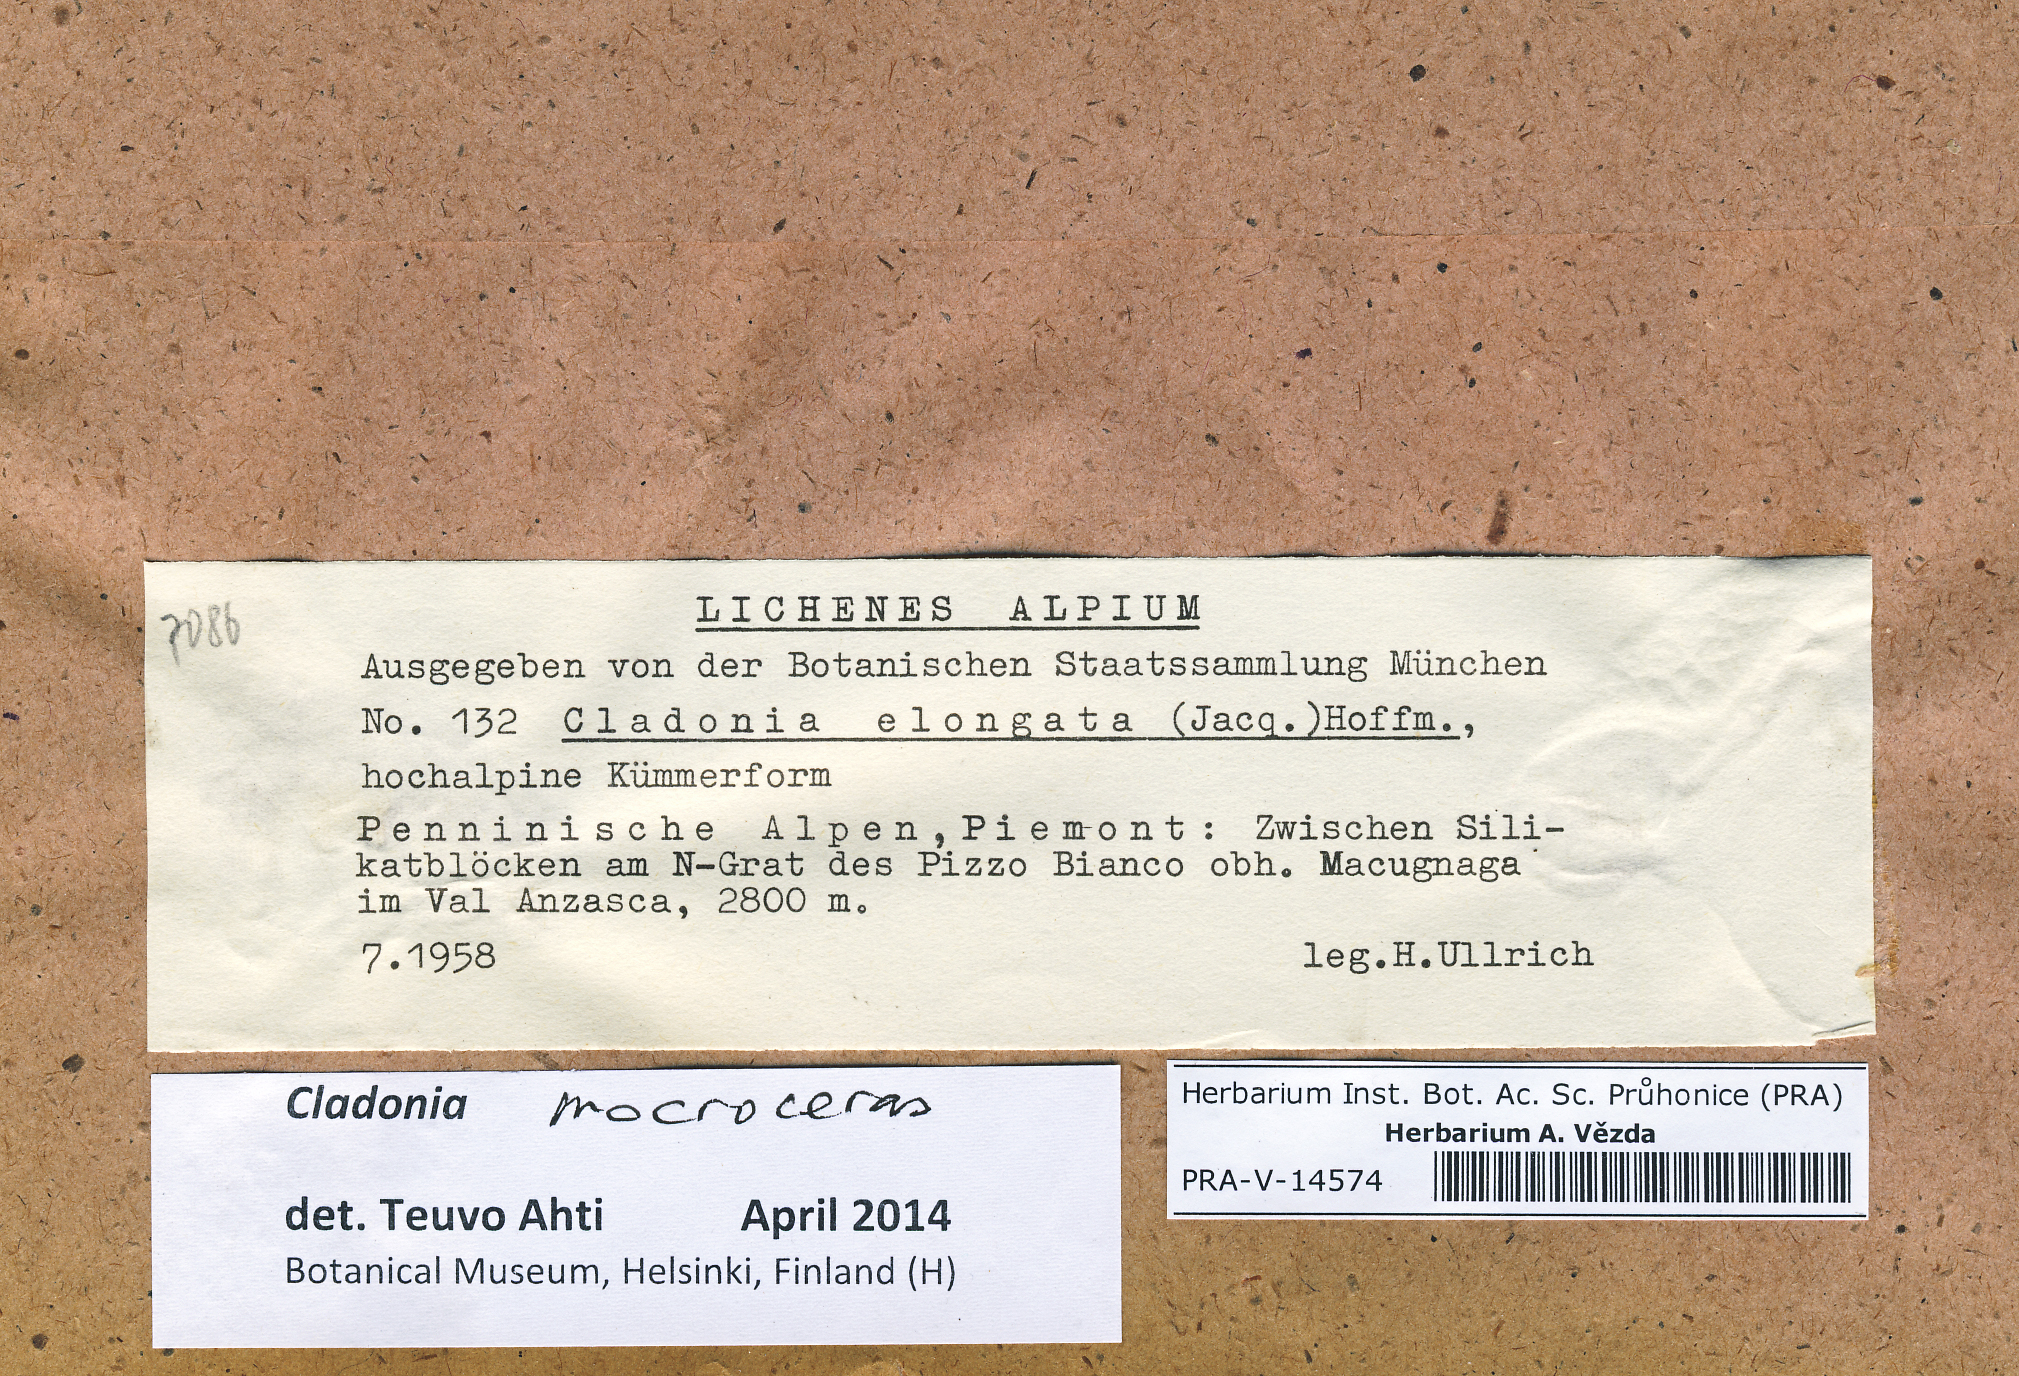 7086
LICHENES ALPIUM
Ausgegeben von der Botanischen Staatssammlung München
No. 132 Cladonia elongata (Jacq.)Hoffm.,
hochalpine Kümmerform
Penninische Alpen, Piemont: Zwischen Sili-
katblöcken am N-Grat des Pizzo Bianco obh. Macugnaga
im Val Anzasca, 2800 m.
7.1958 leg.H.Ullrich
Cladonia macroceras
det. Teuvo Ahti April 2014
Botanical Museum, Helsinki, Finland (H)
Herbarium Inst. Bot. Ac. Sc. Průhonice (PRA)
Herbarium A. Vězda
PRA-V-14574